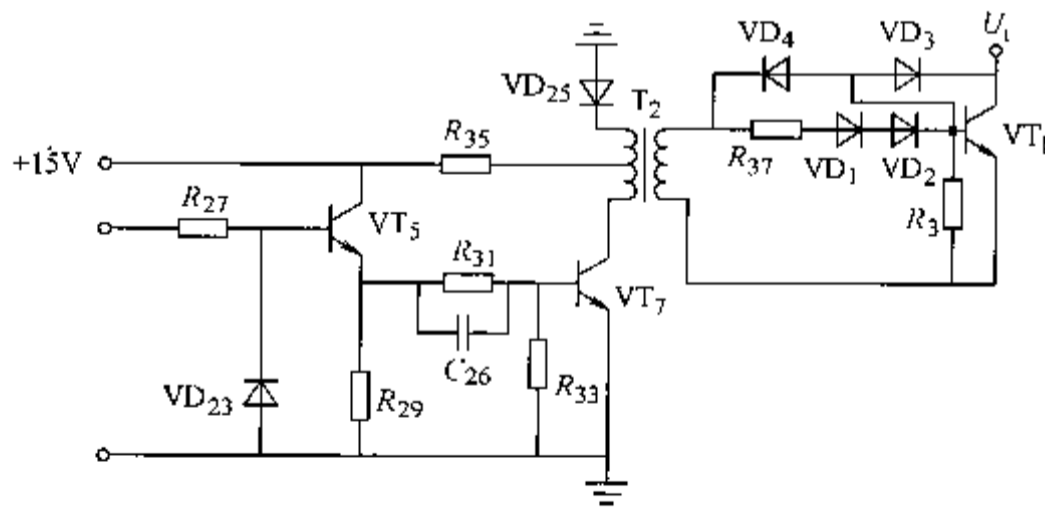 VD4
VD3
Ui
VD25
T2
R35
+15V
R37
VD1
VD2
VT1
R27
VT5
R3
R31
VT7
C26
VD23
R29
R33